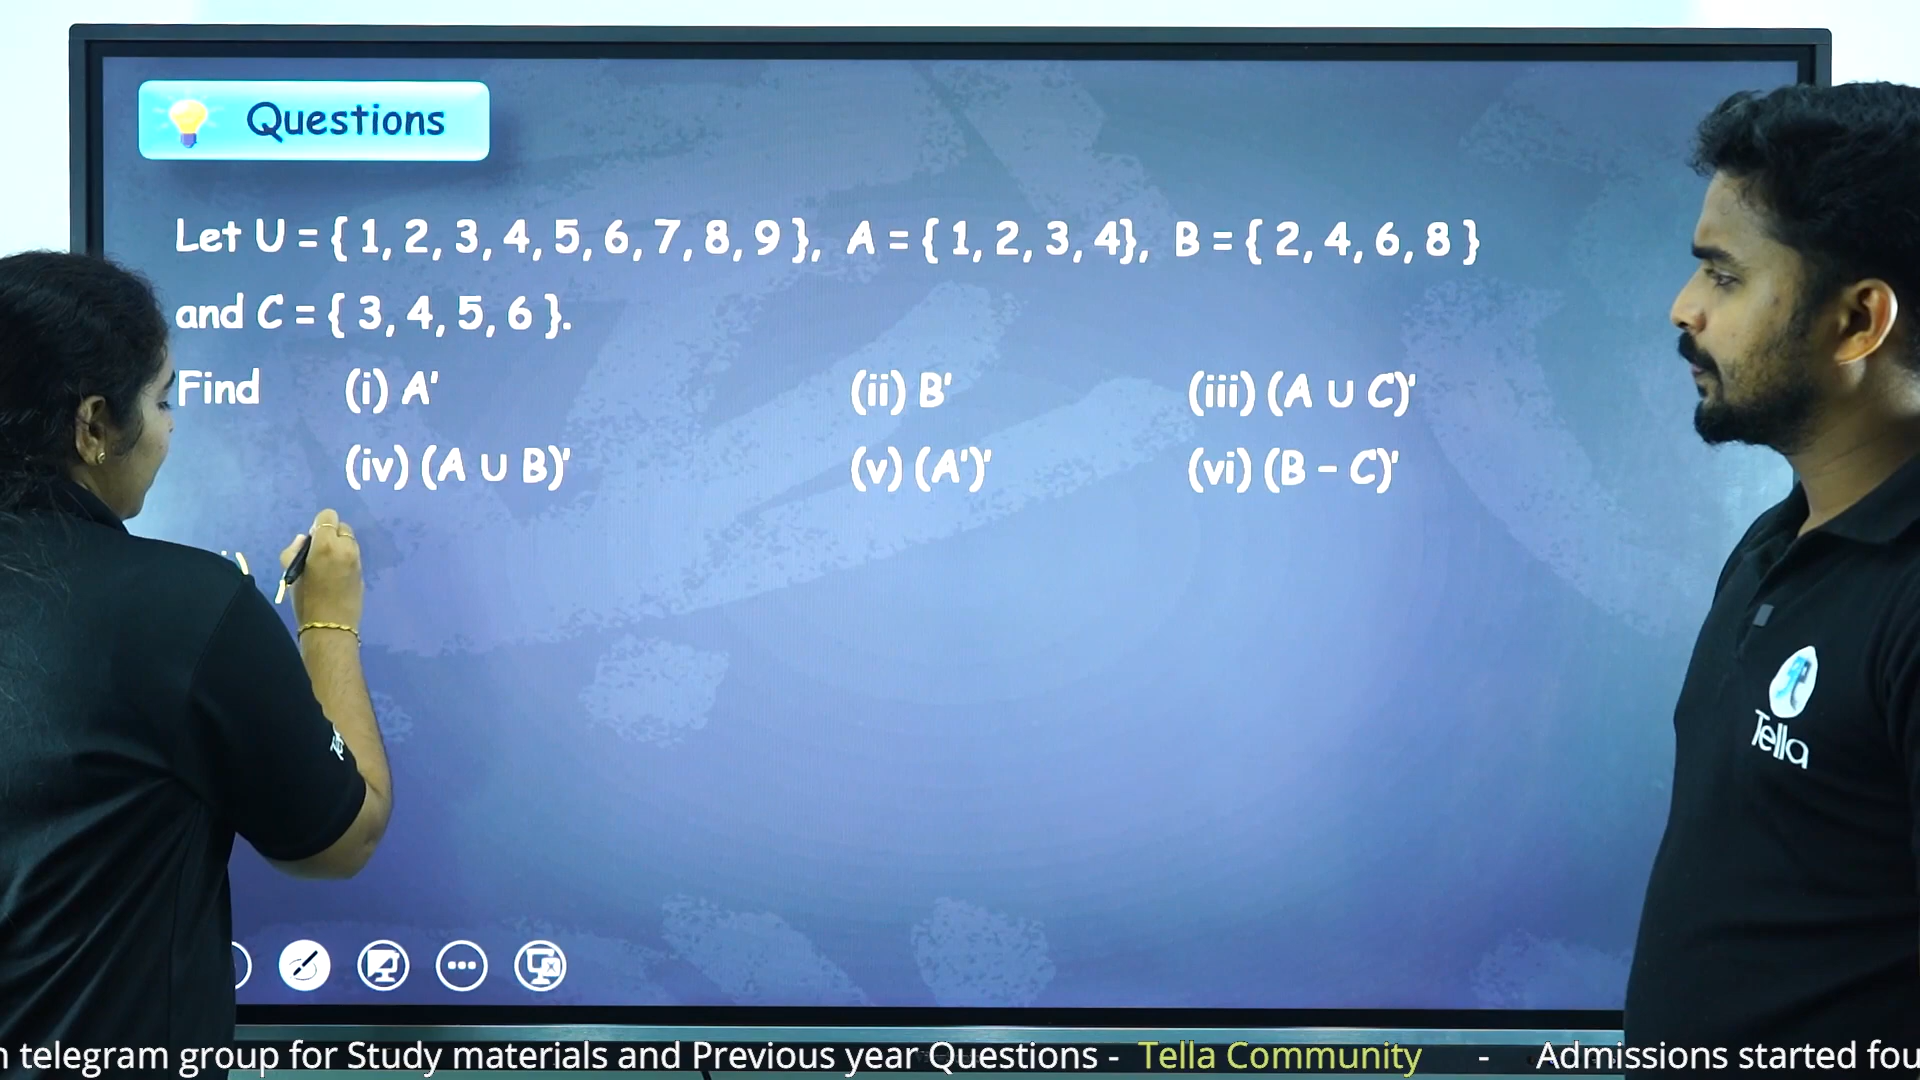 Questions
Let U = { 1, 2, 3, 4, 5, 6, 7, 8, 9 }, A = { 1, 2, 3, 4}, B = { 2, 4, 6, 8 }
and C = { 3, 4, 5, 6 }.
Find (i) A' (ii) B' (iii) (A ∪ C)'
(iv) (A ∪ B)' (v) (A')' (vi) (B – C)'
Tella
telegram group for Study materials and Previous year Questions - Tella Community - Admissions started